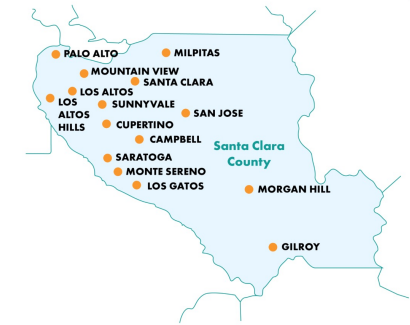 PALO ALTO
MILPITAS
MOUNTAIN VIEW
SANTA CLARA
LOS ALTOS
LOS
ALTOS
HILLS
SUNNYVALE
SAN JOSE
CUPERTINO
CAMPBELL
Santa Clara
County
SARATOGA
MONTE SERENO
LOS GATOS
MORGAN HILL
GILROY